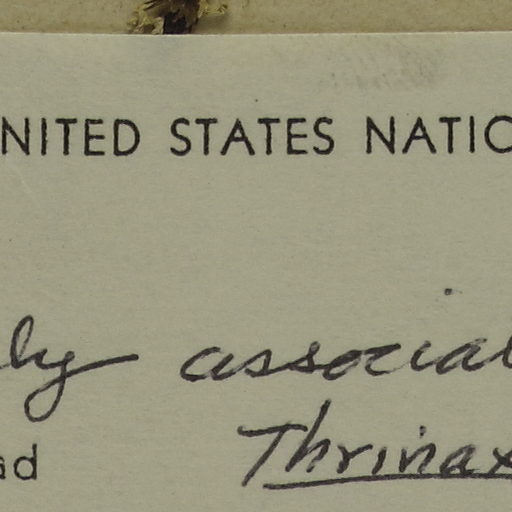 NITED STATES NATIO
ly associat
ad Thrinax